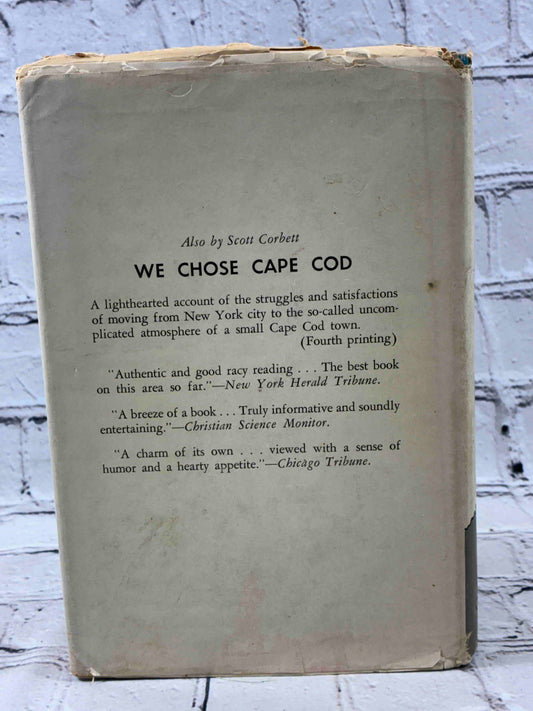 Also by Scott Corbett
WE CHOSE CAPE COD
A lighthearted account of the struggles and satisfactions
of moving from New York city to the so-called uncom-
plicated atmosphere of a small Cape Cod town.
(Fourth printing)
"Authentic and good racy reading . . . The best book
on this area so far."—New York Herald Tribune.
"A breeze of a book . . . Truly informative and soundly
entertaining."—Christian Science Monitor.
"A charm of its own . . . viewed with a sense of
humor and a hearty appetite."—Chicago Tribune.